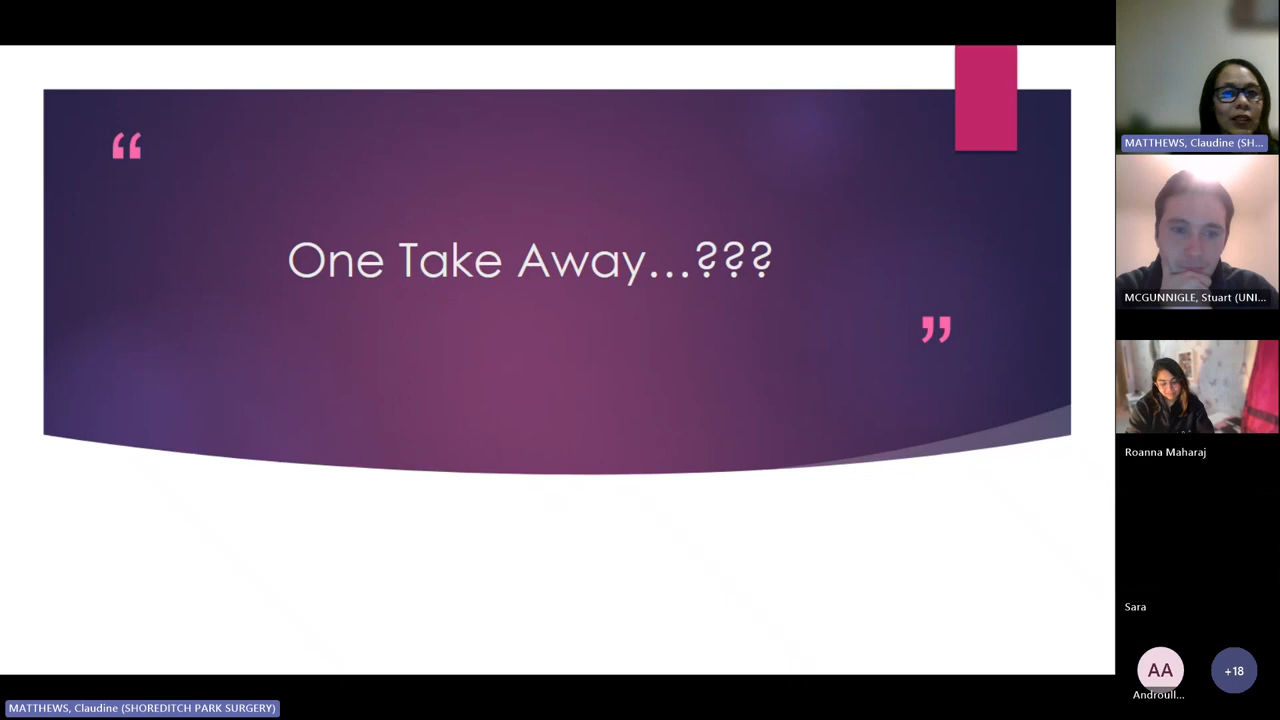 “
One Take Away...???
”
MATTHEWS, Claudine (SH...
MCGUNNIGLE, Stuart (UNI...
Roanna Maharaj
Sara
AA
Androull...
+18
MATTHEWS, Claudine (SHOREDITCH PARK SURGERY)